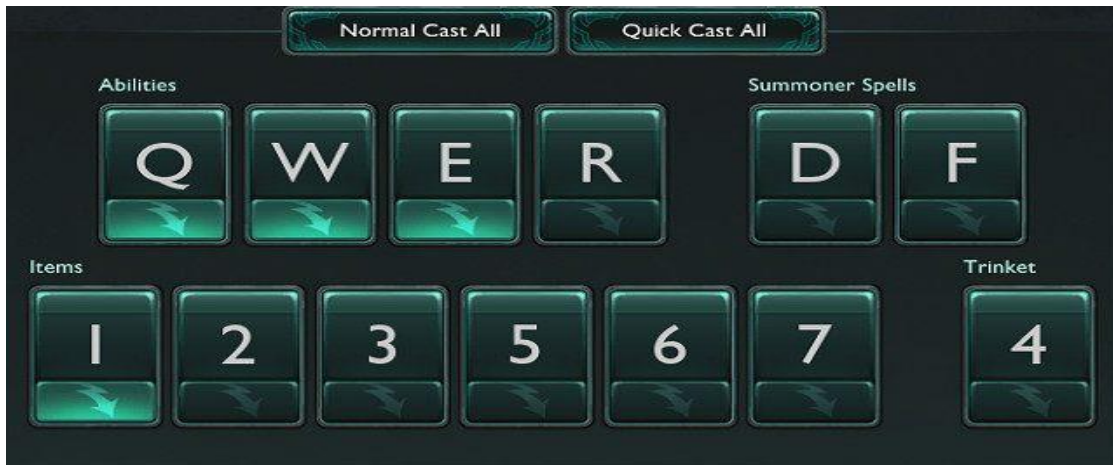 Normal Cast All Quick Cast All
Abilities Summoner Spells
Q W E R D F
Items Trinket
1 2 3 5 6 7 4